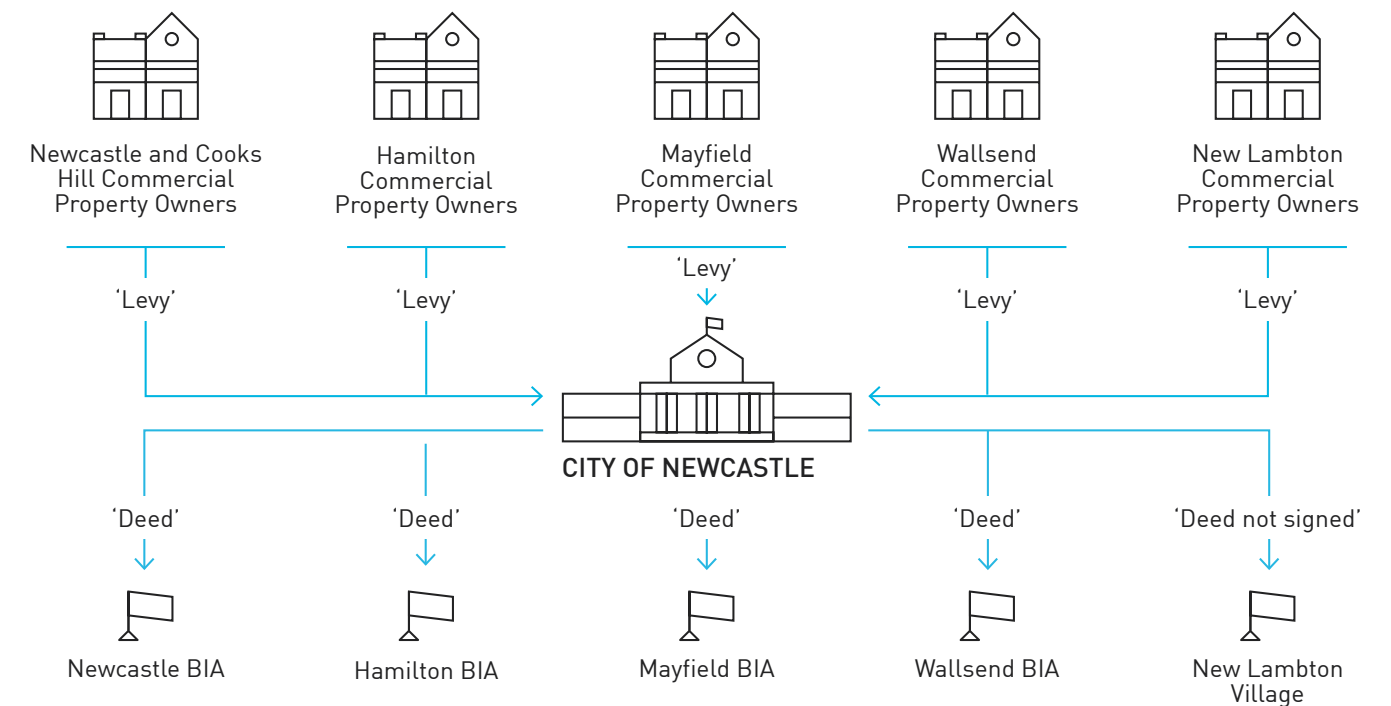 Newcastle and Cooks
Hill Commercial
Property Owners
Hamilton
Commercial
Property Owners
Mayfield
Commercial
Property Owners
Wallsend
Commercial
Property Owners
New Lambton
Commercial
Property Owners
‘Levy’
‘Levy’
‘Levy’
‘Levy’
‘Levy’
CITY OF NEWCASTLE
‘Deed’
‘Deed’
‘Deed’
‘Deed’
‘Deed not signed’
Newcastle BIA
Hamilton BIA
Mayfield BIA
Wallsend BIA
New Lambton
Village